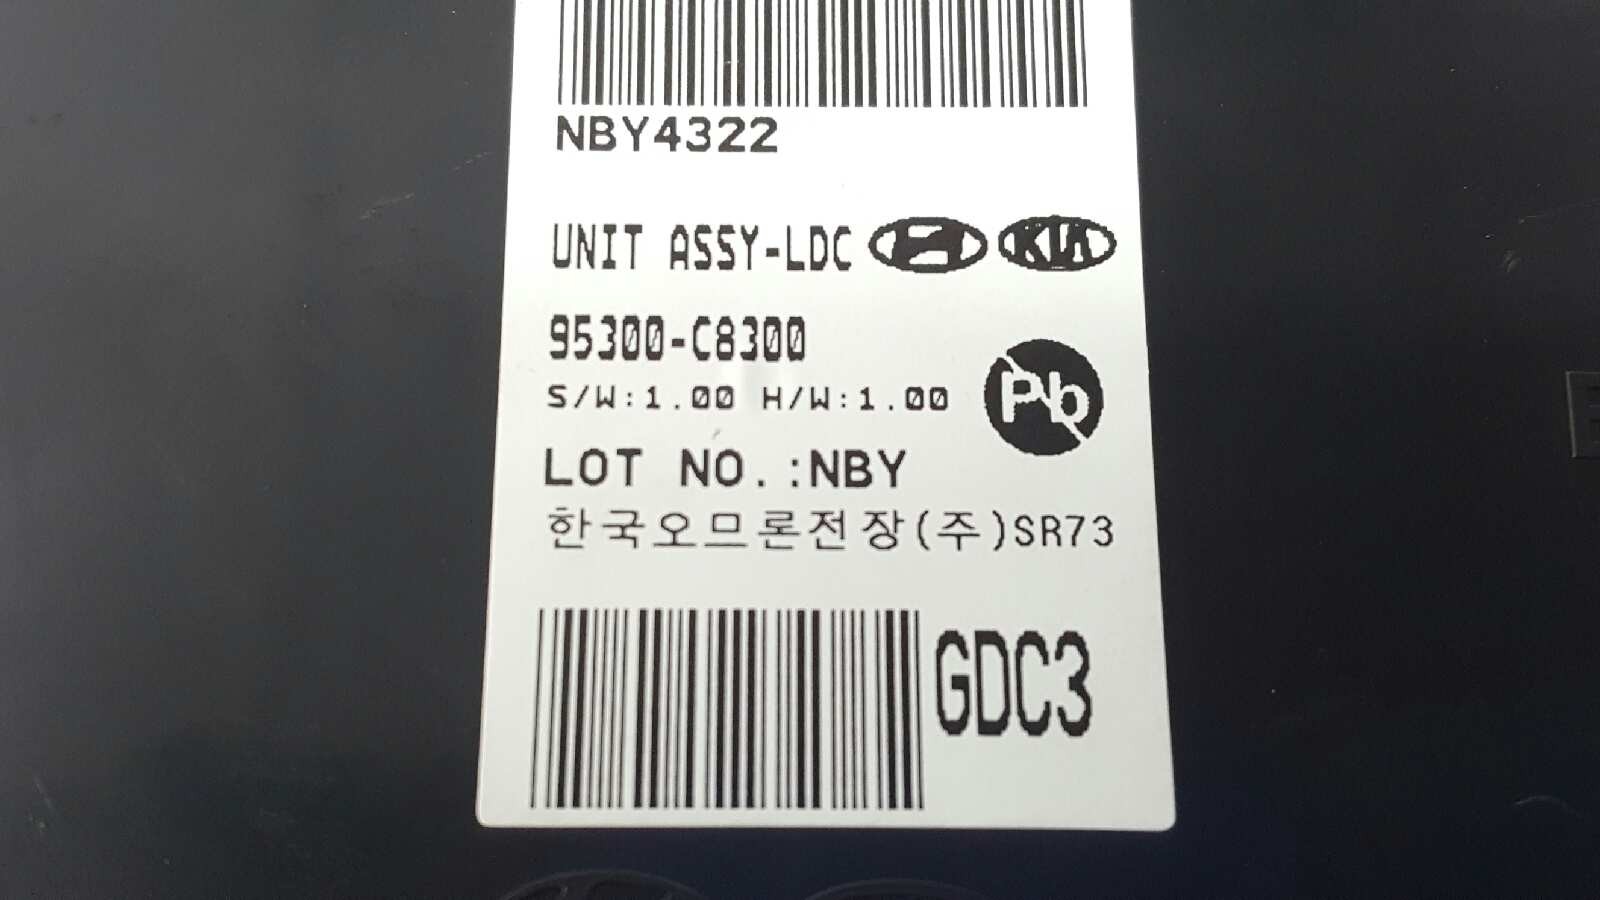 NBY4322
UNIT ASSY-LDC KIA
95300-C8300
S/W:1.00 H/W:1.00
Pb
LOT NO.:NBY
한국오므론전장(주)SR73
GDC3